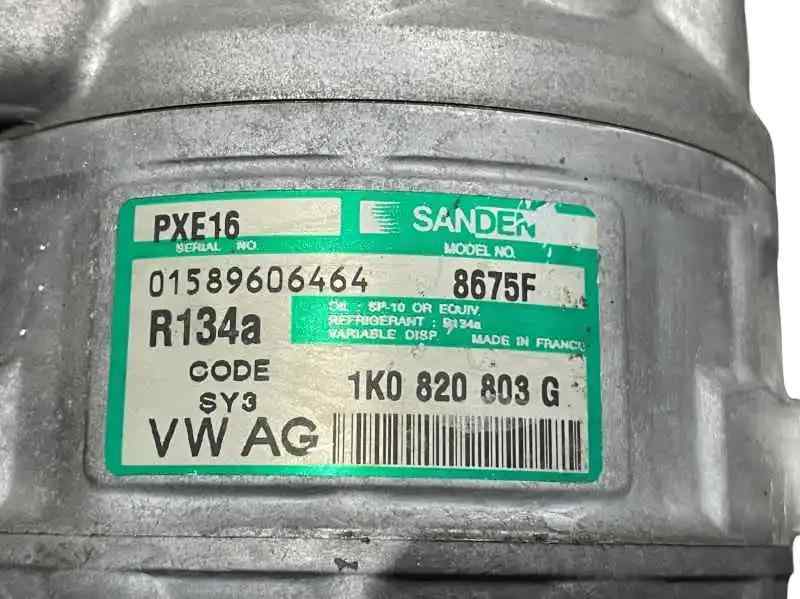 PXE16 SANDEN
SERIAL NO. MODEL NO.
01589606464 8675F
R134a
OIL : SP-10 OR EQUIV.
REFRIGERANT : R134a
VARIABLE DISP. MADE IN FRANCE
CODE
SY3
1K0 820 803 G
VW AG